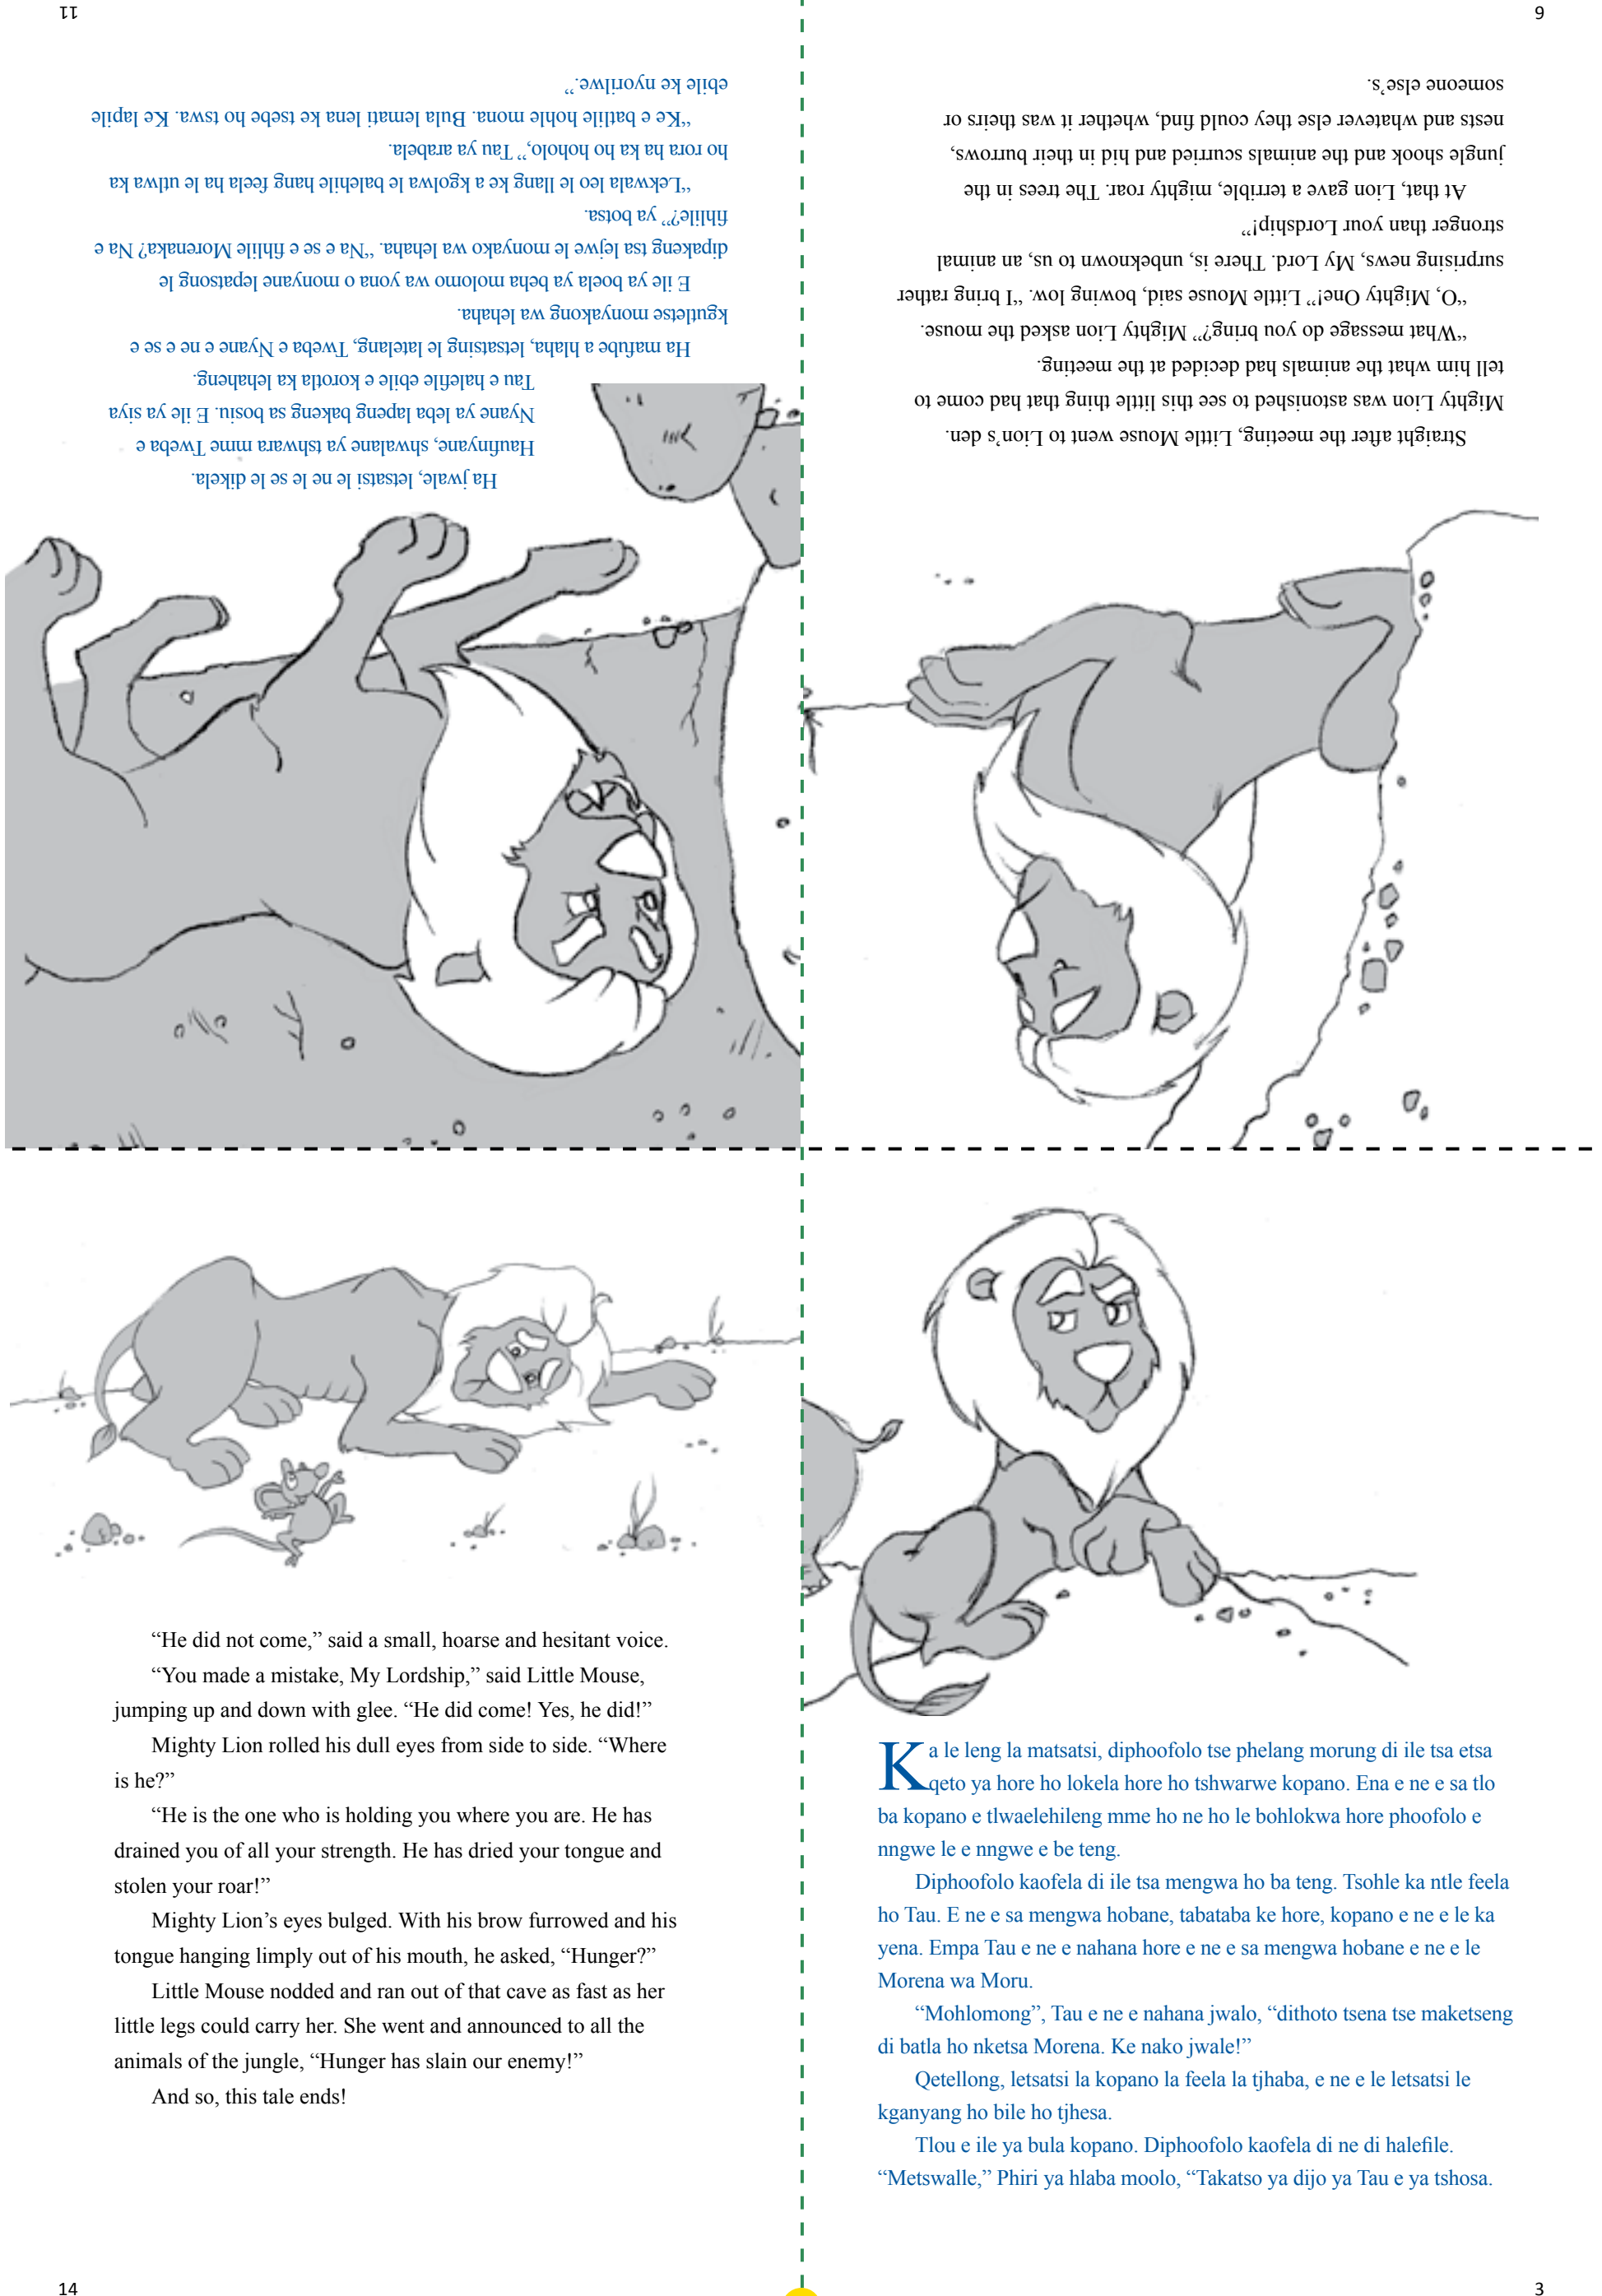 Ha jwale, letsatsi le ne le se le dikela.
Haufinyane, shwalane ya tshwara mme Tweba e
Nyane ya leba lapeng bakeng sa bosiu. E ile ya siya
Tau e halefile ebile e korotla ka lehaheng.
Ha mafube a hlaha, letsatsing le latelang, Tweba e Nyane e ne e se e
kgutletse monyakong wa lehaha.
E ile ya boela ya beha molomo wa yona o monyane lepatsong le
dipakeng tsa lejwe le monyako wa lehaha. “Na e se e fihlile Morenaka? Na e
fihlile?” ya botsa.
“Lekwala leo le llang ke a kgolwa le balehile hang feela ha le utlwa ka
ho rora ha ka ho hoholo,” Tau ya arabela.
“Ke e batlile hohle mona. Bula lemati lena ke tsebe ho tswa. Ke lapile
ebile ke nyorilwe.”
11
Straight after the meeting, Little Mouse went to Lion’s den.
Mighty Lion was astonished to see this little thing that had come to
tell him what the animals had decided at the meeting.
“What message do you bring?” Mighty Lion asked the mouse.
“O, Mighty One!” Little Mouse said, bowing low. “I bring rather
surprising news, My Lord. There is, unbeknown to us, an animal
stronger than your Lordship!”
At that, Lion gave a terrible, mighty roar. The trees in the
jungle shook and the animals scurried and hid in their burrows,
nests and whatever else they could find, whether it was theirs or
someone else’s.
6
“He did not come,” said a small, hoarse and hesitant voice.
“You made a mistake, My Lordship,” said Little Mouse,
jumping up and down with glee. “He did come! Yes, he did!”
Mighty Lion rolled his dull eyes from side to side. “Where
is he?”
“He is the one who is holding you where you are. He has
drained you of all your strength. He has dried your tongue and
stolen your roar!”
Mighty Lion’s eyes bulged. With his brow furrowed and his
tongue hanging limply out of his mouth, he asked, “Hunger?”
Little Mouse nodded and ran out of that cave as fast as her
little legs could carry her. She went and announced to all the
animals of the jungle, “Hunger has slain our enemy!”
And so, this tale ends!
14
Ka le leng la matsatsi, diphoofolo tse phelang morung di ile tsa etsa
qeto ya hore ho lokela hore ho tshwarwe kopano. Ena e ne e sa tlo
ba kopano e tlwaelehileng mme ho ne ho le bohlokwa hore phoofolo e
nngwe le e nngwe e be teng.
Diphoofolo kaofela di ile tsa mengwa ho ba teng. Tsohle ka ntle feela
ho Tau. E ne e sa mengwa hobane, tabataba ke hore, kopano e ne e le ka
yena. Empa Tau e ne e nahana hore e ne e sa mengwa hobane e ne e le
Morena wa Moru.
“Mohlomong”, Tau e ne e nahana jwalo, “dithoto tsena tse maketseng
di batla ho nketsa Morena. Ke nako jwale!”
Qetellong, letsatsi la kopano la feela la tjhaba, e ne e le letsatsi le
kganyang ho bile ho tjhesa.
Tlou e ile ya bula kopano. Diphoofolo kaofela di ne di halefile.
“Metswalle,” Phiri ya hlaba moolo, “Takatso ya dijo ya Tau e ya tshosa.
3